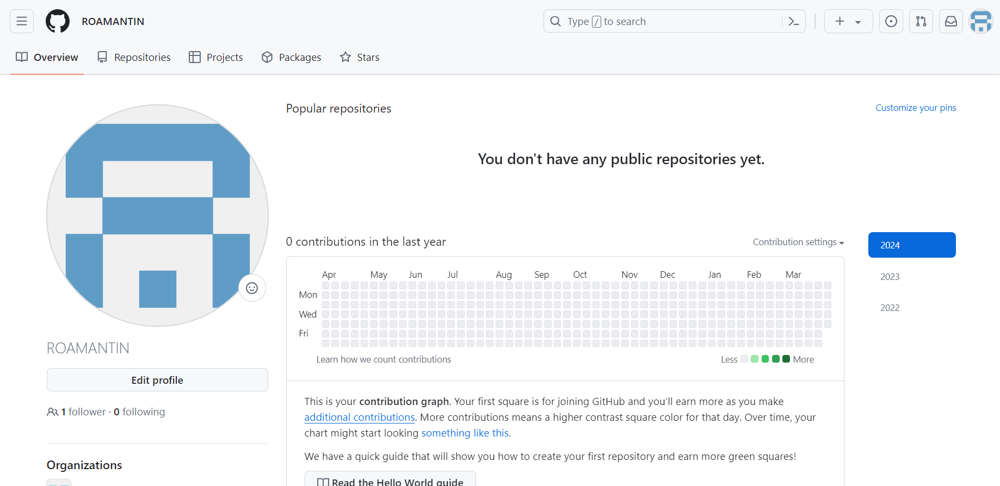 ROAMANTIN
Type / to search
Overview
Repositories
Projects
Packages
Stars
Popular repositories
Customize your pins
You don't have any public repositories yet.
0 contributions in the last year
Contribution settings
2024
2023
2022
Apr May Jun Jul Aug Sep Oct Nov Dec Jan Feb Mar
Mon
Wed
Fri
Learn how we count contributions
Less
More
This is your contribution graph. Your first square is for joining GitHub and you’ll earn more as you make
additional contributions. More contributions means a higher contrast square color for that day. Over time, your
chart might start looking something like this.
We have a quick guide that will show you how to create your first repository and earn more green squares!
Read the Hello World guide
ROAMANTIN
Edit profile
1 follower · 0 following
Organizations